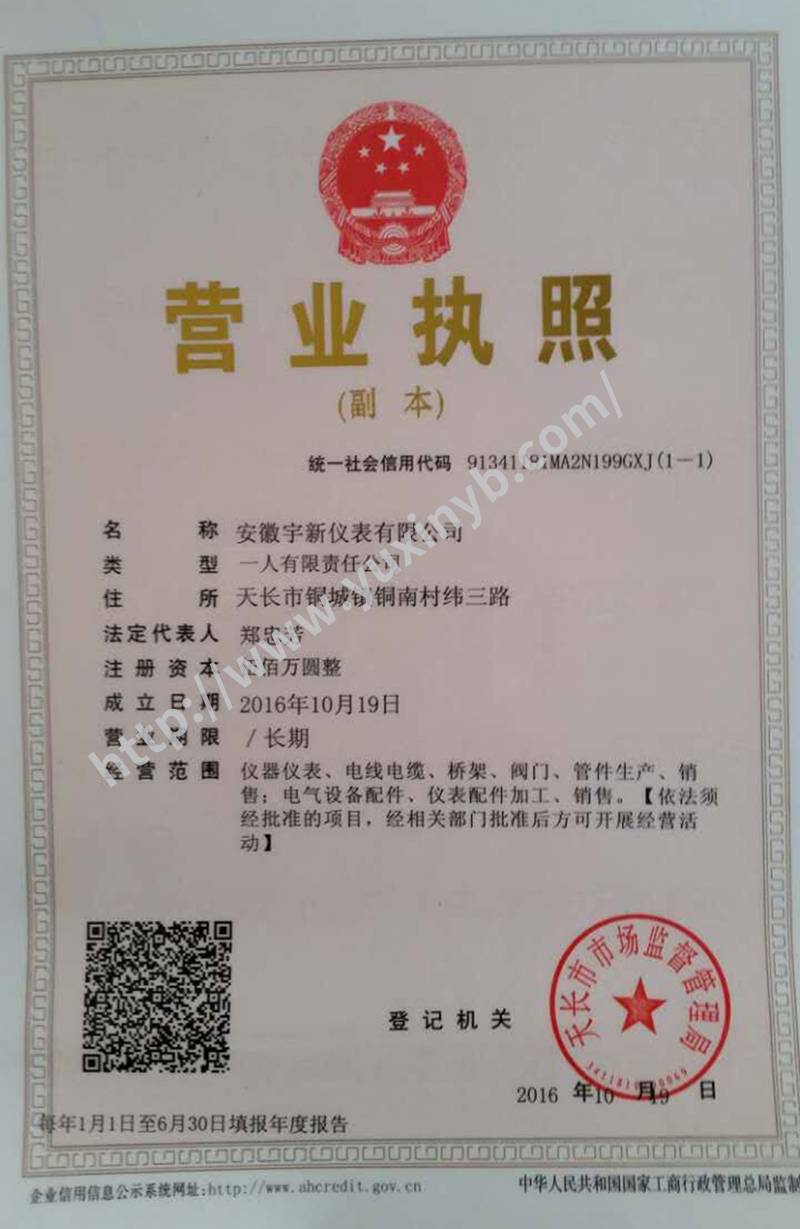 营业执照
(副 本)
统一社会信用代码 91341181MA2N199GXJ(1-1)
名 称 安徽宇新仪表有限公司
类 型 一人有限责任公司
住 所 天长市铜城镇铜南村纬三路
法定代表人 郑忠
注册资本 佰万圆整
成立日期 2016年10月19日
营业期限 / 长期
经营范围 仪器仪表、电线电缆、桥架、阀门、管件生产、销
售；电气设备配件、仪表配件加工、销售。【依法须
经批准的项目，经相关部门批准后方可开展经营活
动】
http://www.yuxinyb.com/
天长市市场监督管理局
登记机关
2016 年10 月19 日
每年1月1日至6月30日填报年度报告
企业信用信息公示系统网址:http://www.ahcredit.gov.cn
中华人民共和国国家工商行政管理总局监制